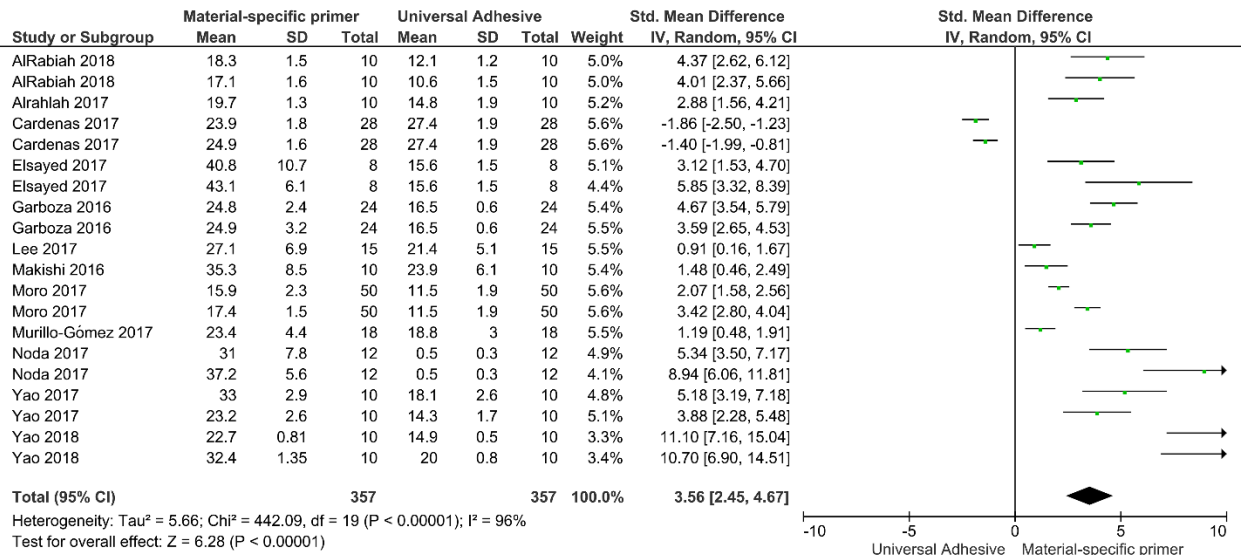 Material-specific primer Universal Adhesive Std. Mean Difference Std. Mean Difference
Study or Subgroup Mean SD Total Mean SD Total Weight IV, Random, 95% CI IV, Random, 95% CI
AlRabiah 2018 18.3 1.5 10 12.1 1.2 10 5.0% 4.37 [2.62, 6.12]
AlRabiah 2018 17.1 1.6 10 10.6 1.5 10 5.0% 4.01 [2.37, 5.66]
Alrahlah 2017 19.7 1.3 10 14.8 1.9 10 5.2% 2.88 [1.56, 4.21]
Cardenas 2017 23.9 1.8 28 27.4 1.9 28 5.6% -1.86 [-2.50, -1.23]
Cardenas 2017 24.9 1.6 28 27.4 1.9 28 5.6% -1.40 [-1.99, -0.81]
Elsayed 2017 40.8 10.7 8 15.6 1.5 8 5.1% 3.12 [1.53, 4.70]
Elsayed 2017 43.1 6.1 8 15.6 1.5 8 4.4% 5.85 [3.32, 8.39]
Garboza 2016 24.8 2.4 24 16.5 0.6 24 5.4% 4.67 [3.54, 5.79]
Garboza 2016 24.9 3.2 24 16.5 0.6 24 5.5% 3.59 [2.65, 4.53]
Lee 2017 27.1 6.9 15 21.4 5.1 15 5.5% 0.91 [0.16, 1.67]
Makishi 2016 35.3 8.5 10 23.9 6.1 10 5.4% 1.48 [0.46, 2.49]
Moro 2017 15.9 2.3 50 11.5 1.9 50 5.6% 2.07 [1.58, 2.56]
Moro 2017 17.4 1.5 50 11.5 1.9 50 5.6% 3.42 [2.80, 4.04]
Murillo-Gómez 2017 23.4 4.4 18 18.8 3 18 5.5% 1.19 [0.48, 1.91]
Noda 2017 31 7.8 12 0.5 0.3 12 4.9% 5.34 [3.50, 7.17]
Noda 2017 37.2 5.6 12 0.5 0.3 12 4.1% 8.94 [6.06, 11.81]
Yao 2017 33 2.9 10 18.1 2.6 10 4.8% 5.18 [3.19, 7.18]
Yao 2017 23.2 2.6 10 14.3 1.7 10 5.1% 3.88 [2.28, 5.48]
Yao 2018 22.7 0.81 10 14.9 0.5 10 3.3% 11.10 [7.16, 15.04]
Yao 2018 32.4 1.35 10 20 0.8 10 3.4% 10.70 [6.90, 14.51]
Total (95% CI) 357 357 100.0% 3.56 [2.45, 4.67]
Heterogeneity: Tau² = 5.66; Chi² = 442.09, df = 19 (P < 0.00001); I² = 96%
Test for overall effect: Z = 6.28 (P < 0.00001)
-10 -5 0 5 10
Universal Adhesive Material-specific primer